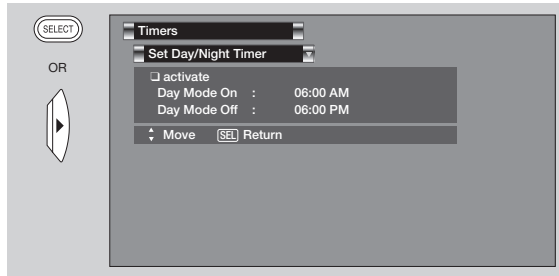 SELECT
OR
Timers
Set Day/Night Timer
❏ activate
Day Mode On : 06:00 AM
Day Mode Off : 06:00 PM
Move SEL Return